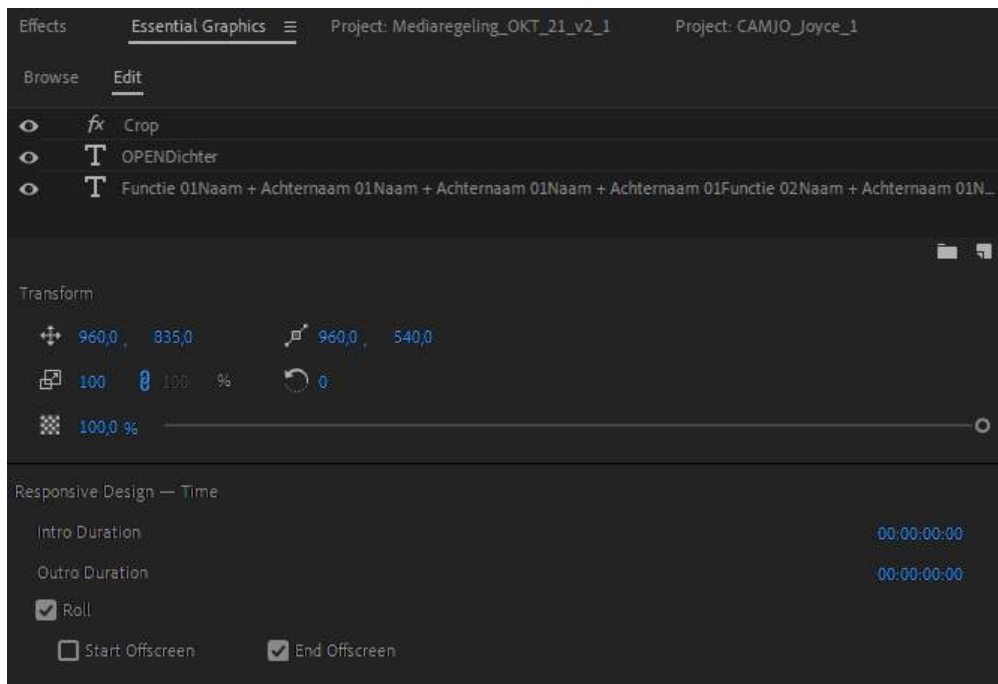 Effects Essential Graphics Project: Mediaregeling_OKT_21_v2_1 Project: CAMJO_Joyce_1
Browse Edit
fx Crop
T OPENDichter
T Functie 01Naam + Achternaam 01Naam + Achternaam 01Naam + Achternaam 01Functie 02Naam + Achternaam 01N...
Transform
960,0 , 835,0 960,0 , 540,0
100 100 % 0
100,0 %
Responsive Design — Time
Intro Duration 00:00:00:00
Outro Duration 00:00:00:00
Roll
Start Offscreen End Offscreen